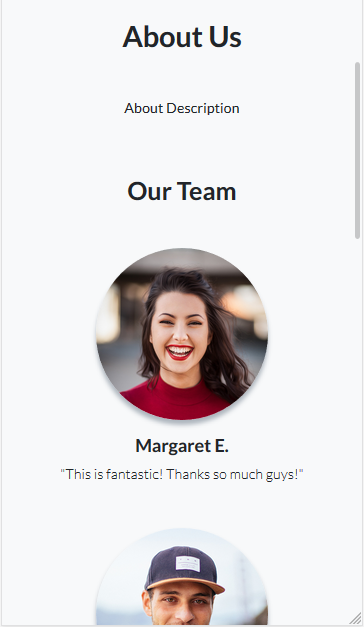 About Us
About Description
Our Team
Margaret E.
"This is fantastic! Thanks so much guys!"